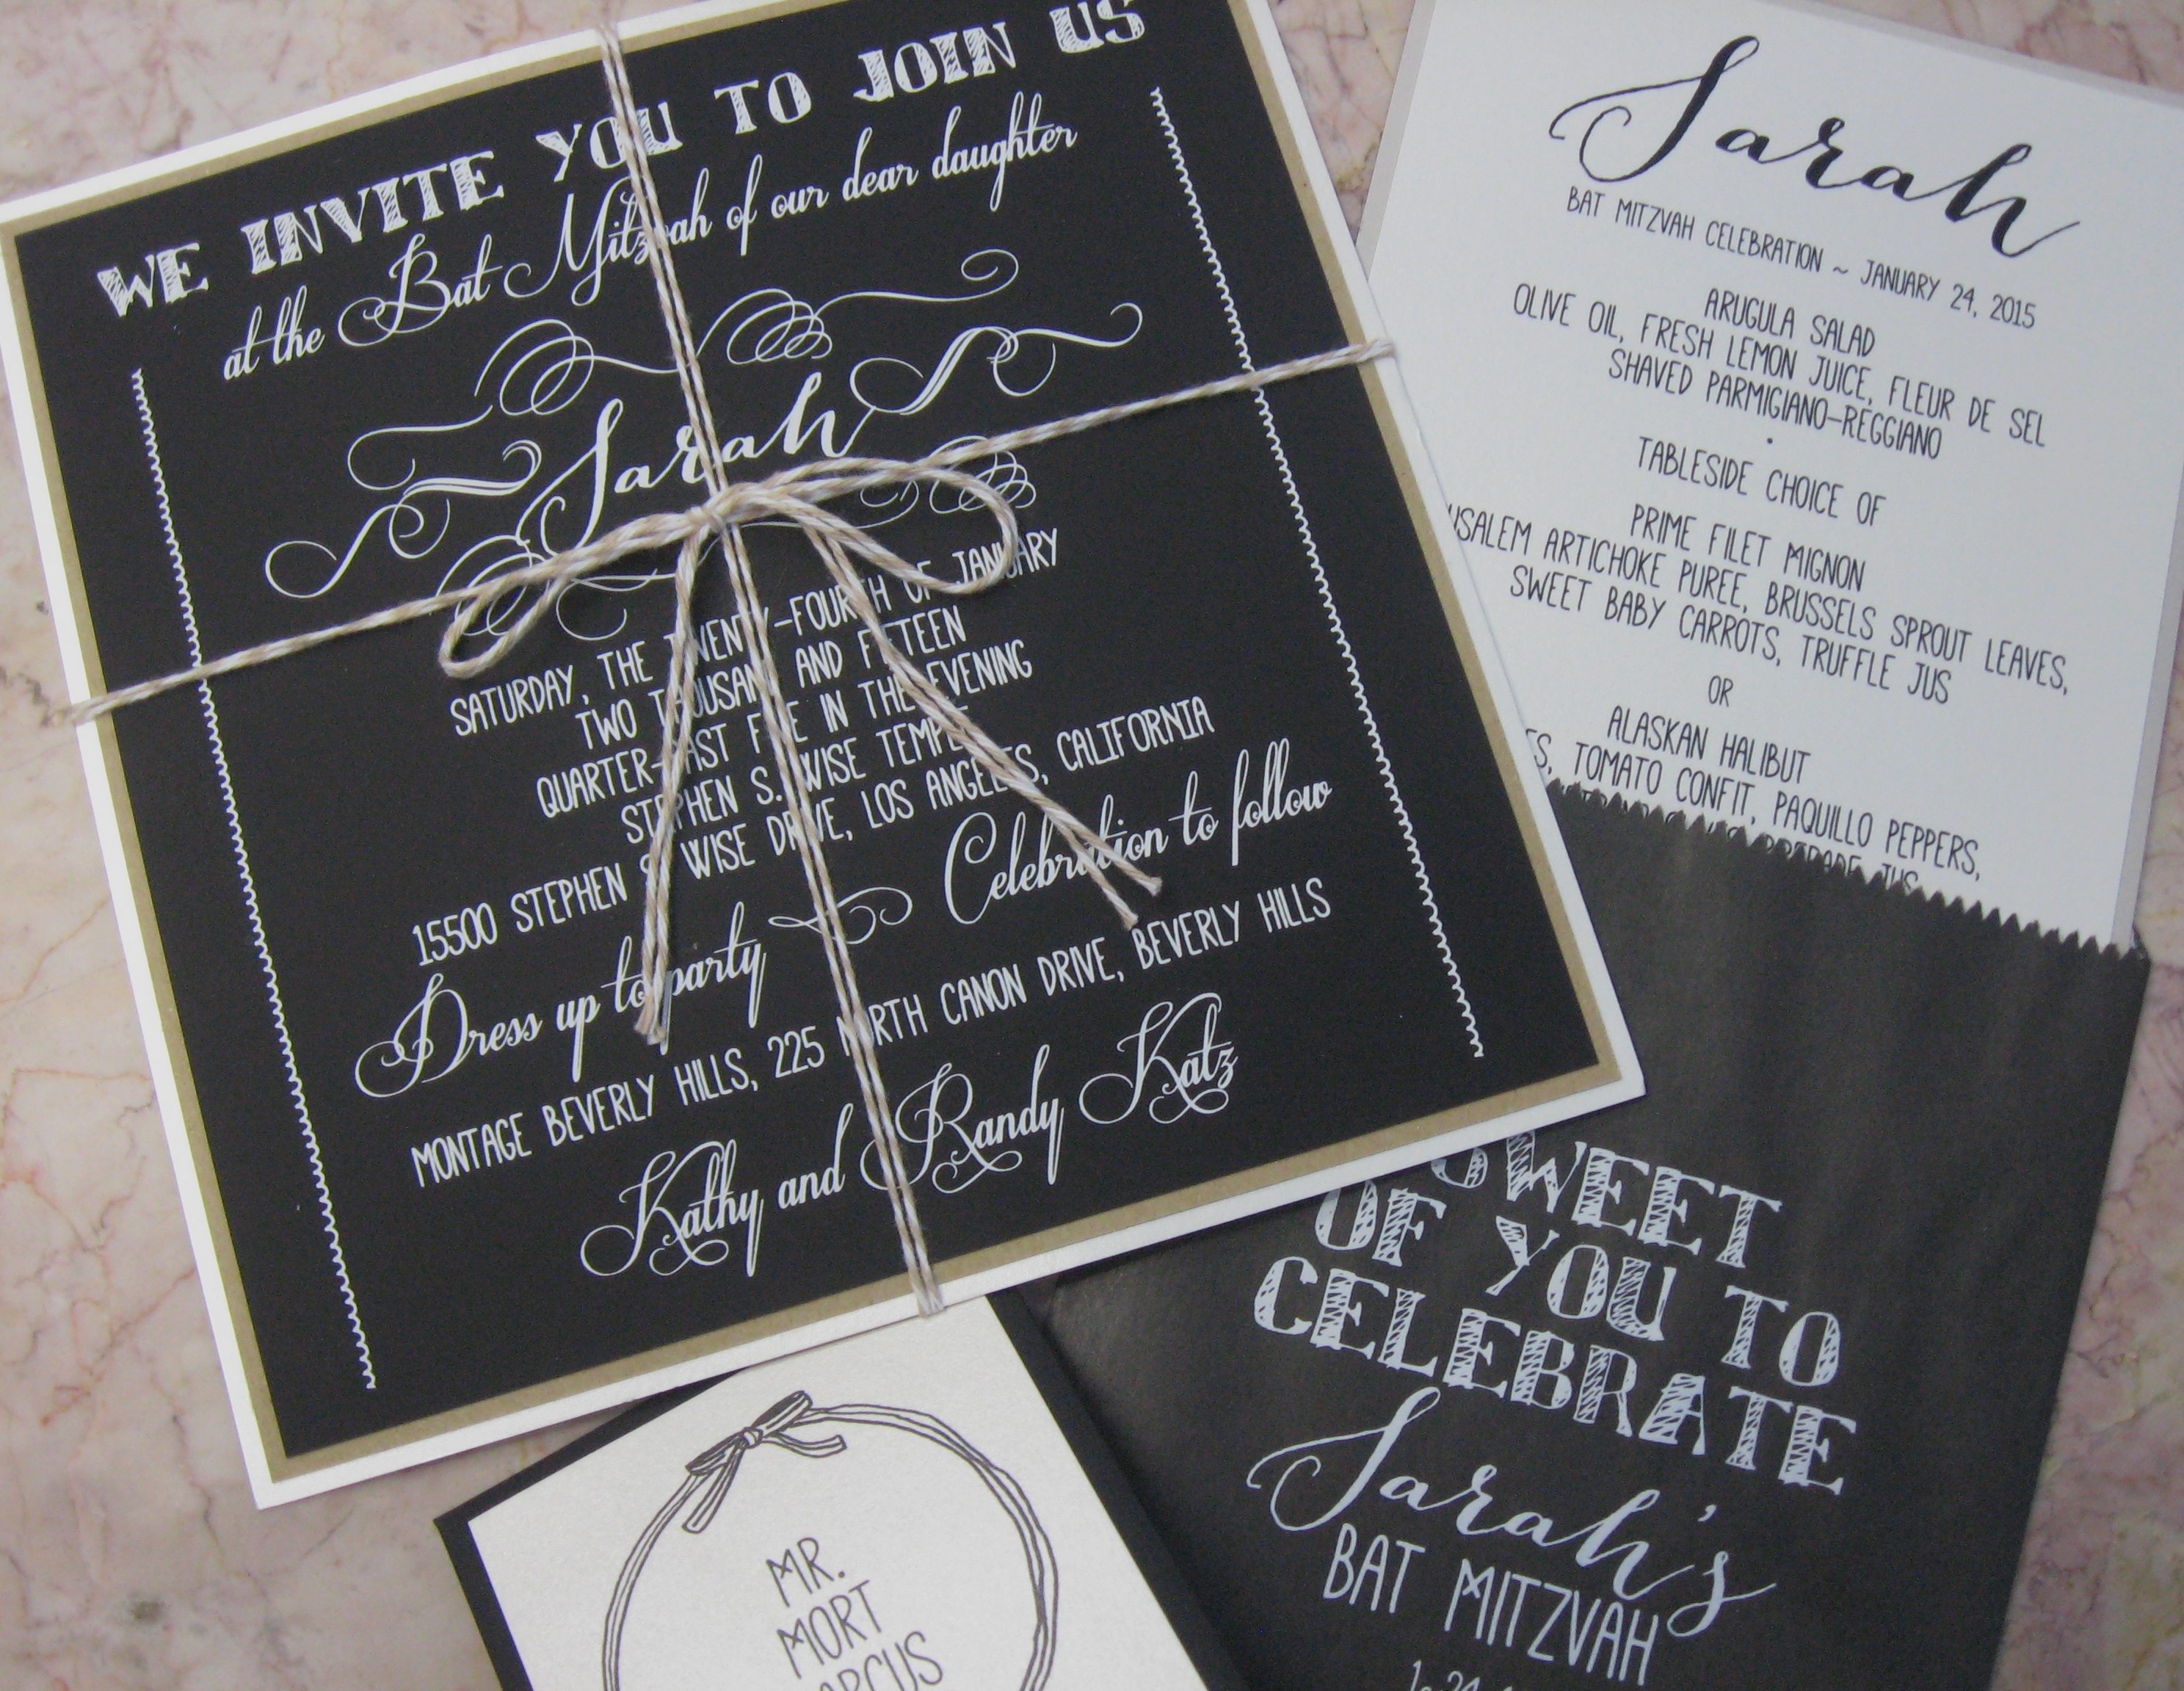 WE INVITE YOU TO JOIN US
at the Bat Mitzvah of our dear daughter
Sarah
SATURDAY, THE TWENTY-FOURTH OF JANUARY
TWO THOUSAND AND FIFTEEN
QUARTER-PAST FIVE IN THE EVENING
STEPHEN S. WISE TEMPLE
15500 STEPHEN S. WISE DRIVE, LOS ANGELES, CALIFORNIA
Dress up to party Celebration to follow
MONTAGE BEVERLY HILLS, 225 NORTH CANON DRIVE, BEVERLY HILLS
Kathy and Randy Katz
Sarah
BAT MITZVAH CELEBRATION ~ JANUARY 24, 2015
ARUGULA SALAD
OLIVE OIL, FRESH LEMON JUICE, FLEUR DE SEL
SHAVED PARMIGIANO-REGGIANO
TABLESIDE CHOICE OF
PRIME FILET MIGNON
USALEM ARTICHOKE PUREE, BRUSSELS SPROUT LEAVES,
SWEET BABY CARROTS, TRUFFLE JUS
OR
ALASKAN HALIBUT
TOMATO CONFIT, PAQUILLO PEPPERS,
JUS
SWEET
OF YOU TO
CELEBRATE
Sarah's
BAT MITZVAH
MR.
MORT